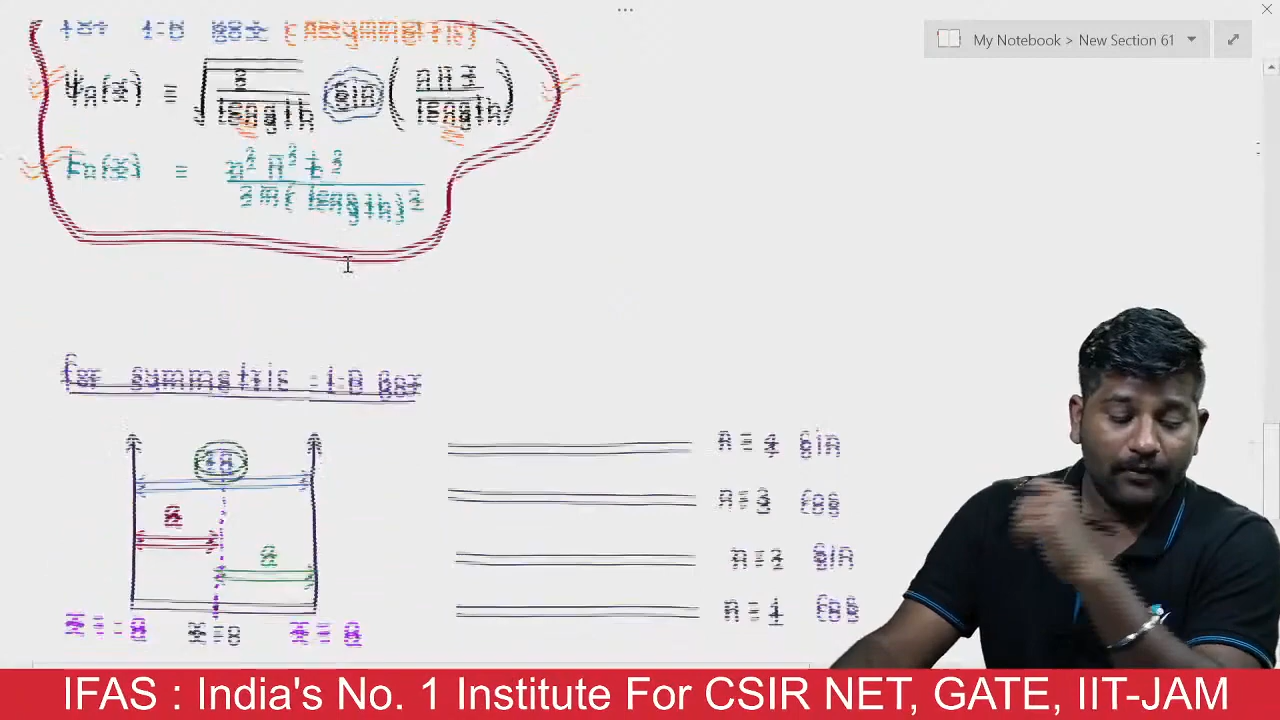 My Notebook > New Section 61
for 1-D Box (Assymmetric)
ψn(x) = √2/length sin (nπx/length)
En(x) = n²π²ħ²/2m(length)²
for symmetric -1-D Box
2a
n = 4 sin
a
n = 3 cos
a
n = 2 sin
n = 1 cos
x = -a x=0 x = a
IFAS : India's No. 1 Institute For CSIR NET, GATE, IIT-JAM